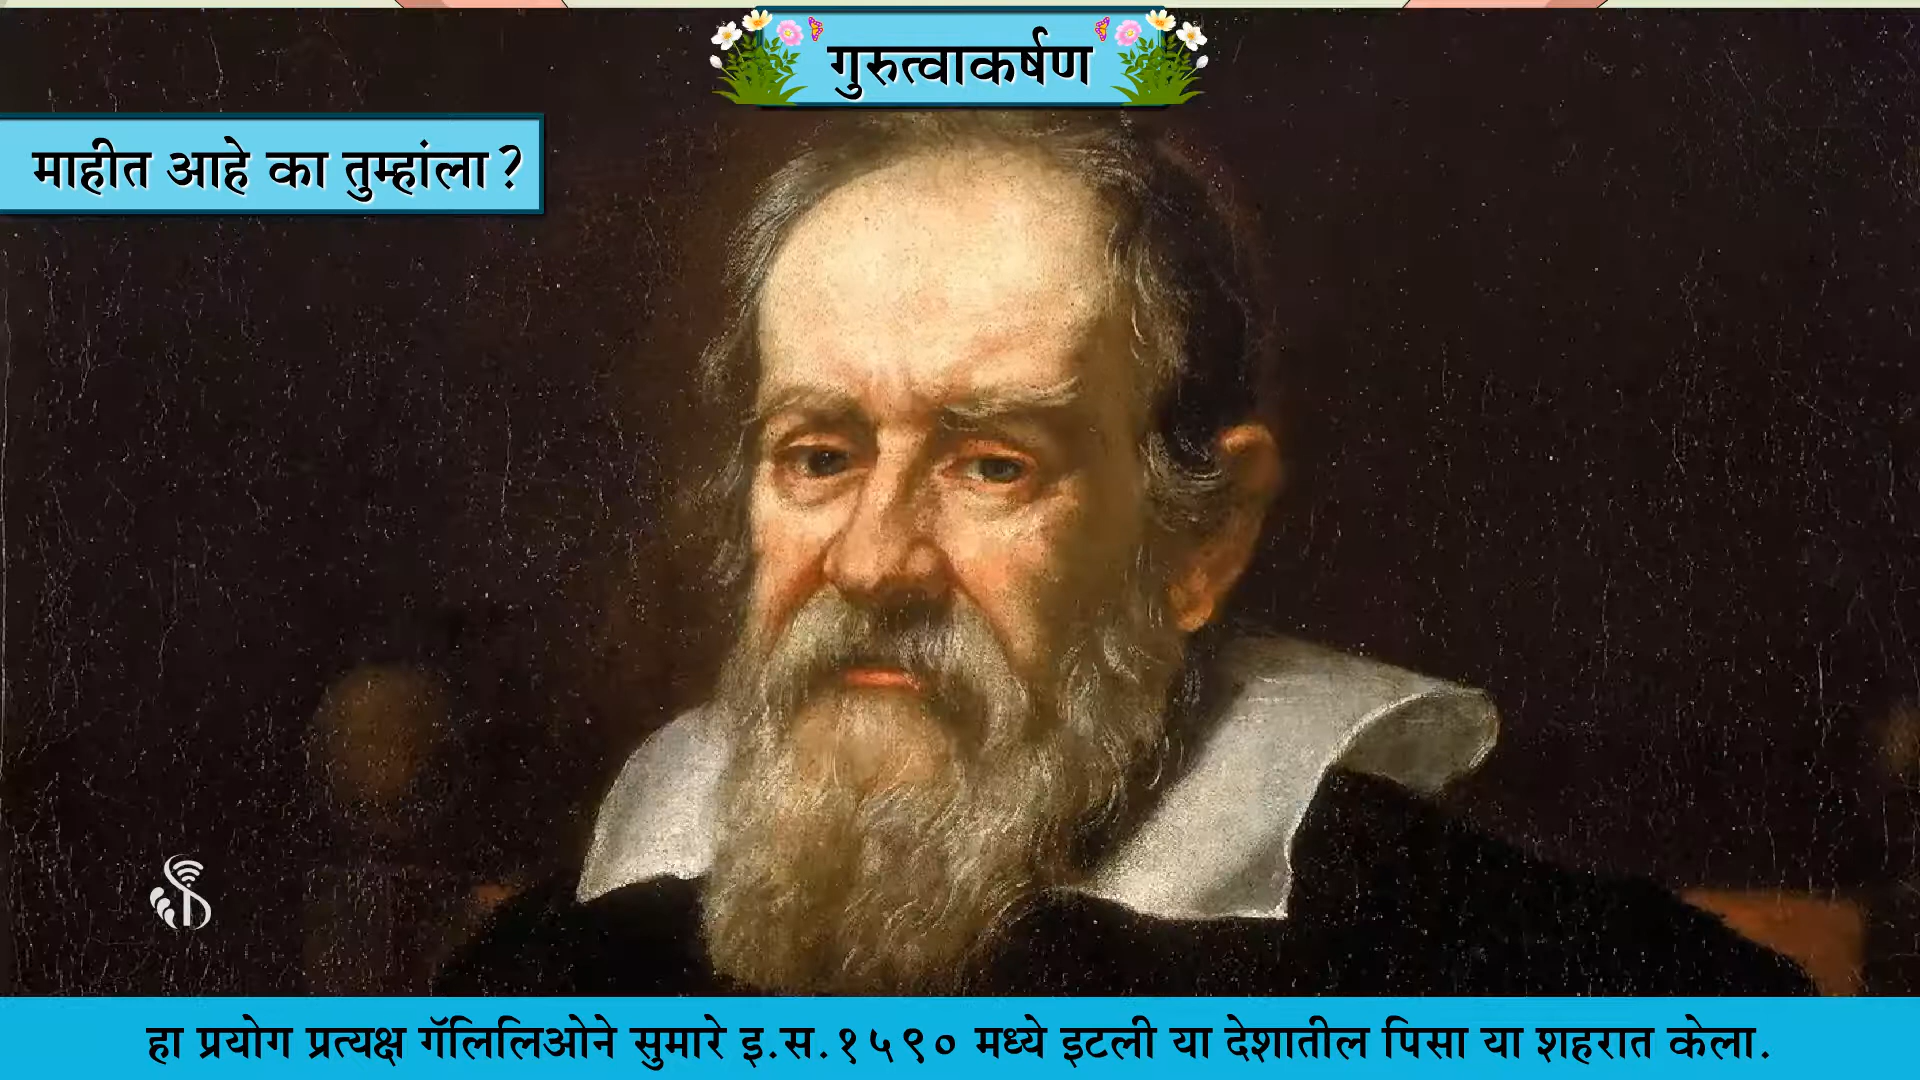 गुरुत्वाकर्षण
माहीत आहे का तुम्हांला?
हा प्रयोग प्रत्यक्ष गॅलिलिओने सुमारे इ.स.१५९० मध्ये इटली या देशातील पिसा या शहरात केला.